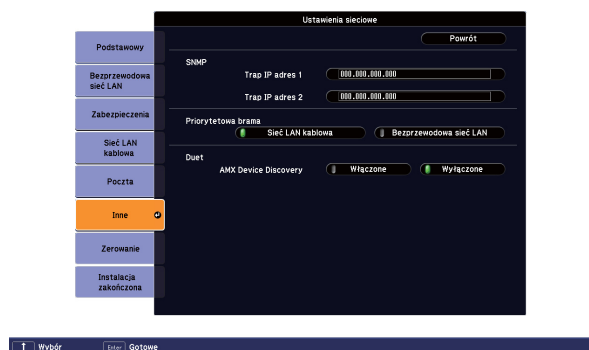 Ustawienia sieciowe
Powrót
Podstawowy
Bezprzewodowa
sieć LAN
Zabezpieczenia
Sieć LAN
kablowa
Poczta
Inne
Zerowanie
Instalacja
zakończona
SNMP
Trap IP adres 1 000.000.000.000
Trap IP adres 2 000.000.000.000
Priorytetowa brama
Sieć LAN kablowa Bezprzewodowa sieć LAN
Duet
AMX Device Discovery Włączone Wyłączone
Wybór Enter Gotowe